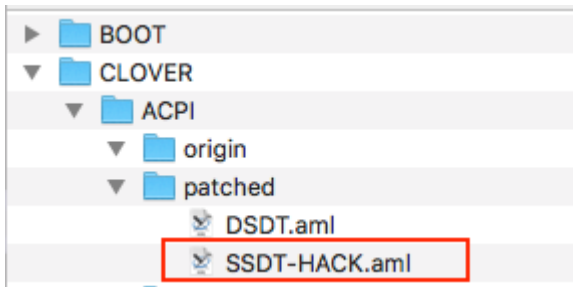 BOOT
CLOVER
ACPI
origin
patched
DSDT.aml
SSDT-HACK.aml